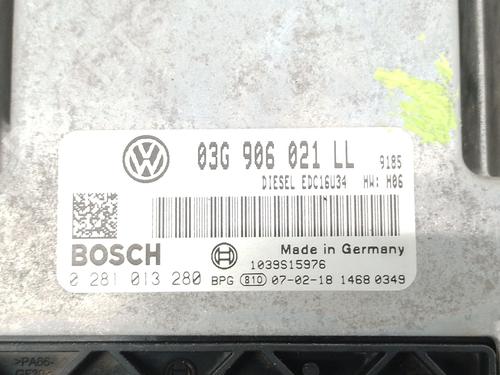 03G 906 021 LL 9185
DIESEL EDC16U34 HW: H06
BOSCH
Made in Germany
1039S15976
0 281 013 280 BPG 810 07-02-18 1468 0349
>PA66-